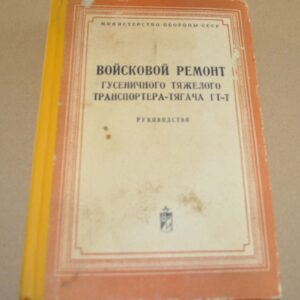 МИНИСТЕРСТВО ОБОРОНЫ СССР
ВОЙСКОВОЙ РЕМОНТ
ГУСЕНИЧНОГО ТЯЖЕЛОГО
ТРАНСПОРТЕРА-ТЯГАЧА ГТ-Т
РУКОВОДСТВО